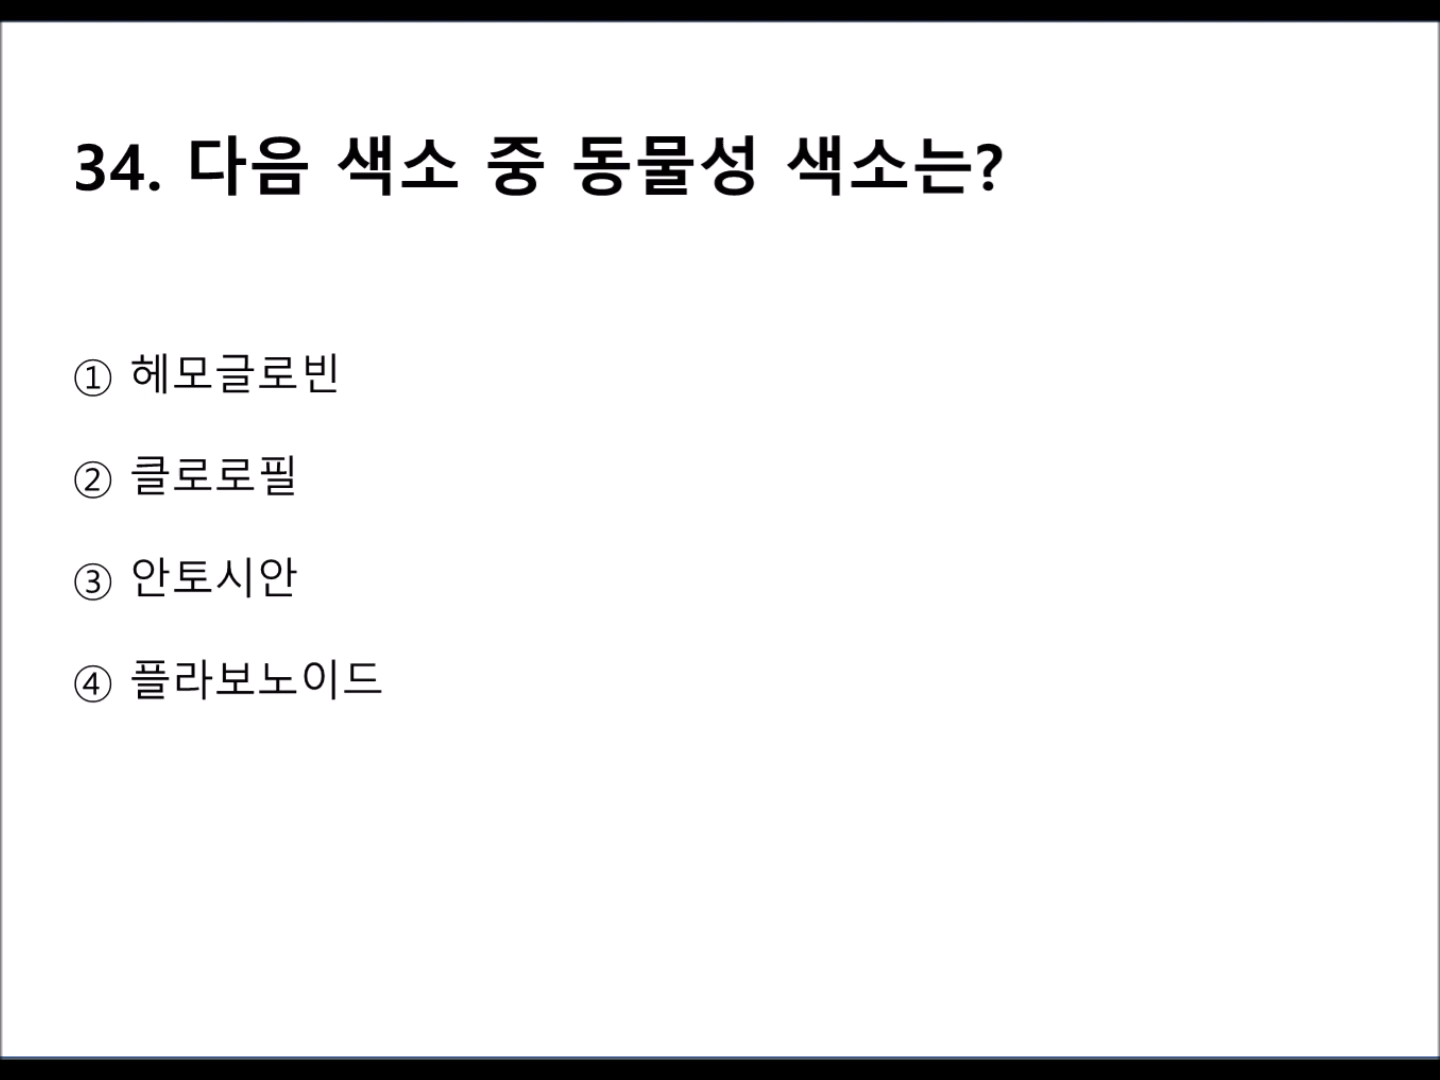 34. 다음 색소 중 동물성 색소는?
① 헤모글로빈
② 클로로필
③ 안토시안
④ 플라보노이드